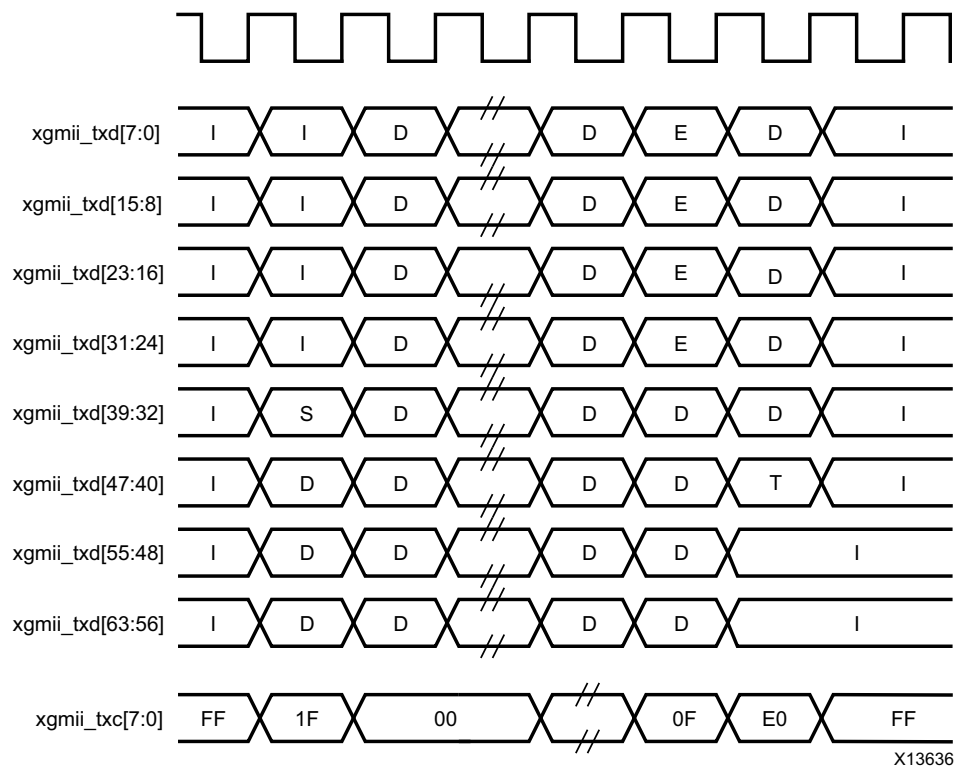 xgmii_txd[7:0] I I D D E D I
xgmii_txd[15:8] I I D D E D I
xgmii_txd[23:16] I I D D E D I
xgmii_txd[31:24] I I D D E D I
xgmii_txd[39:32] I S D D D D I
xgmii_txd[47:40] I D D D D T I
xgmii_txd[55:48] I D D D D I
xgmii_txd[63:56] I D D D D I
xgmii_txc[7:0] FF 1F 00 0F E0 FF
X13636